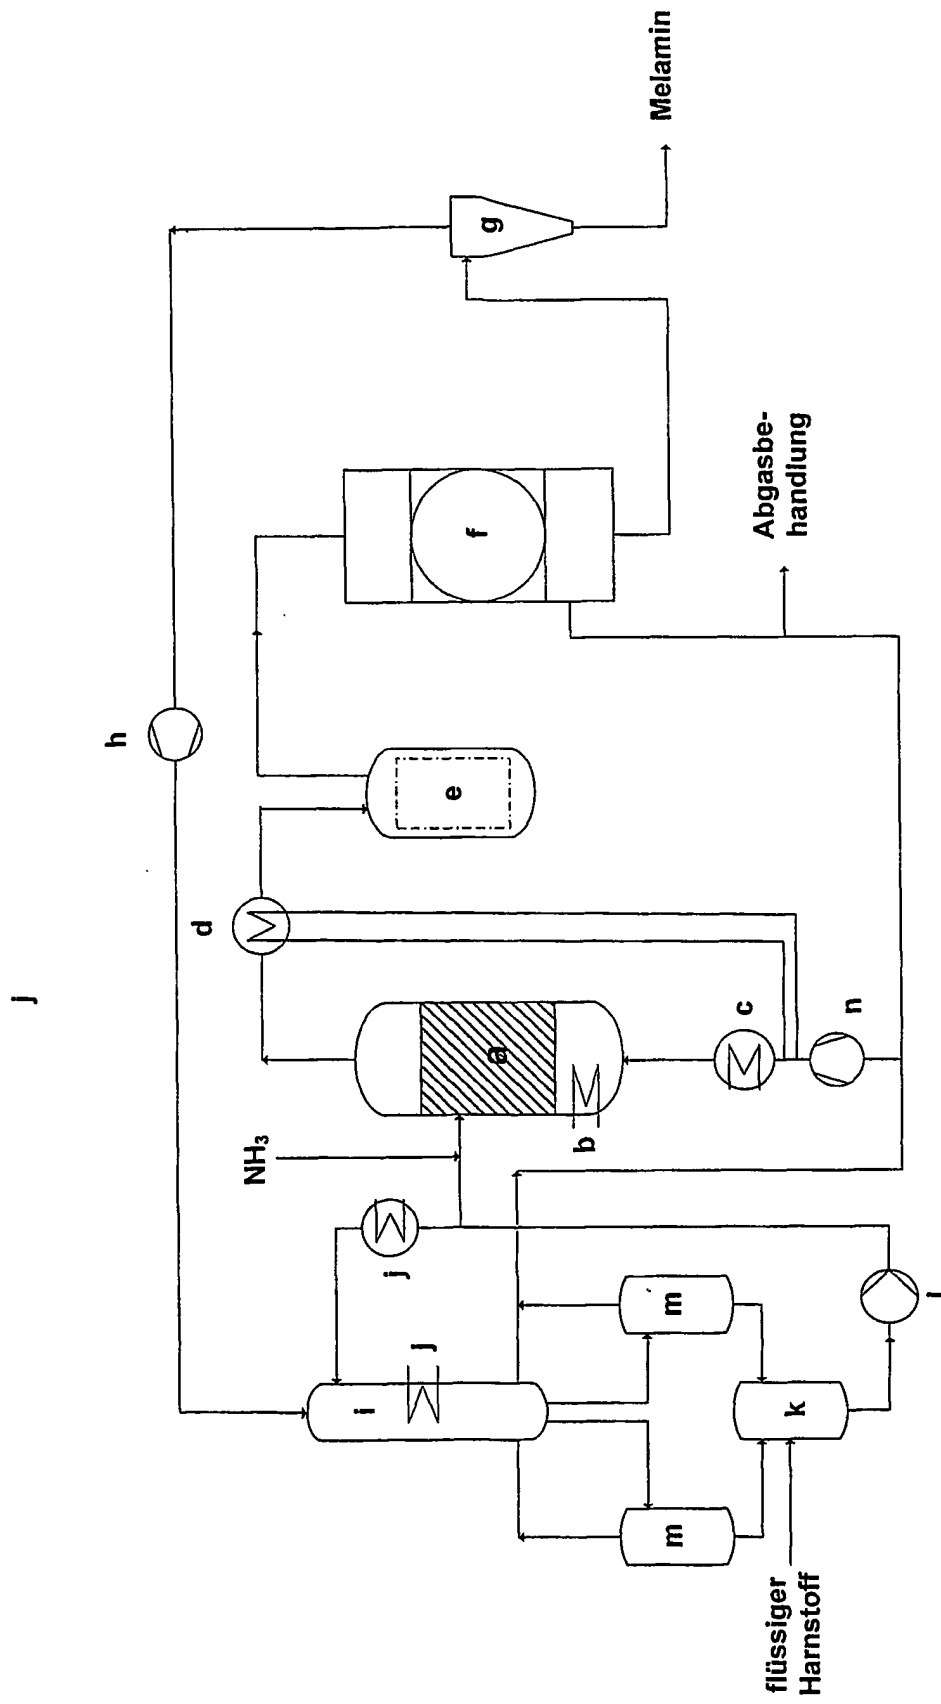 j
h
d
NH₃
i
j
j
e
f
g
a
b
Melamin
m
m
c
Abgasbe-
handlung
flüssiger
Harnstoff
k
n
l